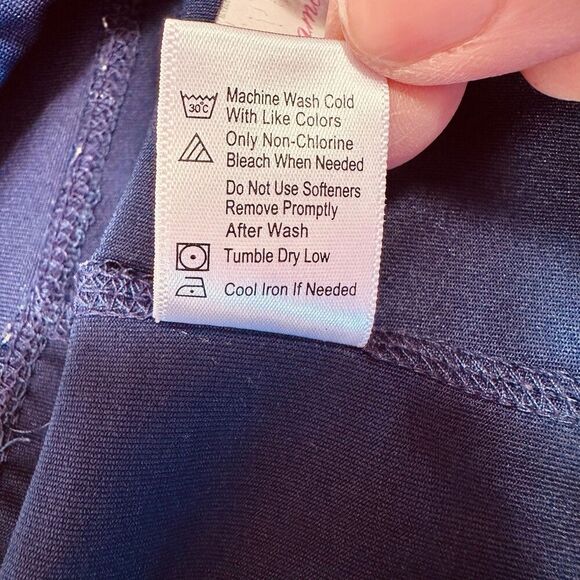 Machine Wash Cold
30°C
With Like Colors
Only Non-Chlorine
Bleach When Needed
Do Not Use Softeners
Remove Promptly
After Wash
Tumble Dry Low
Cool Iron If Needed